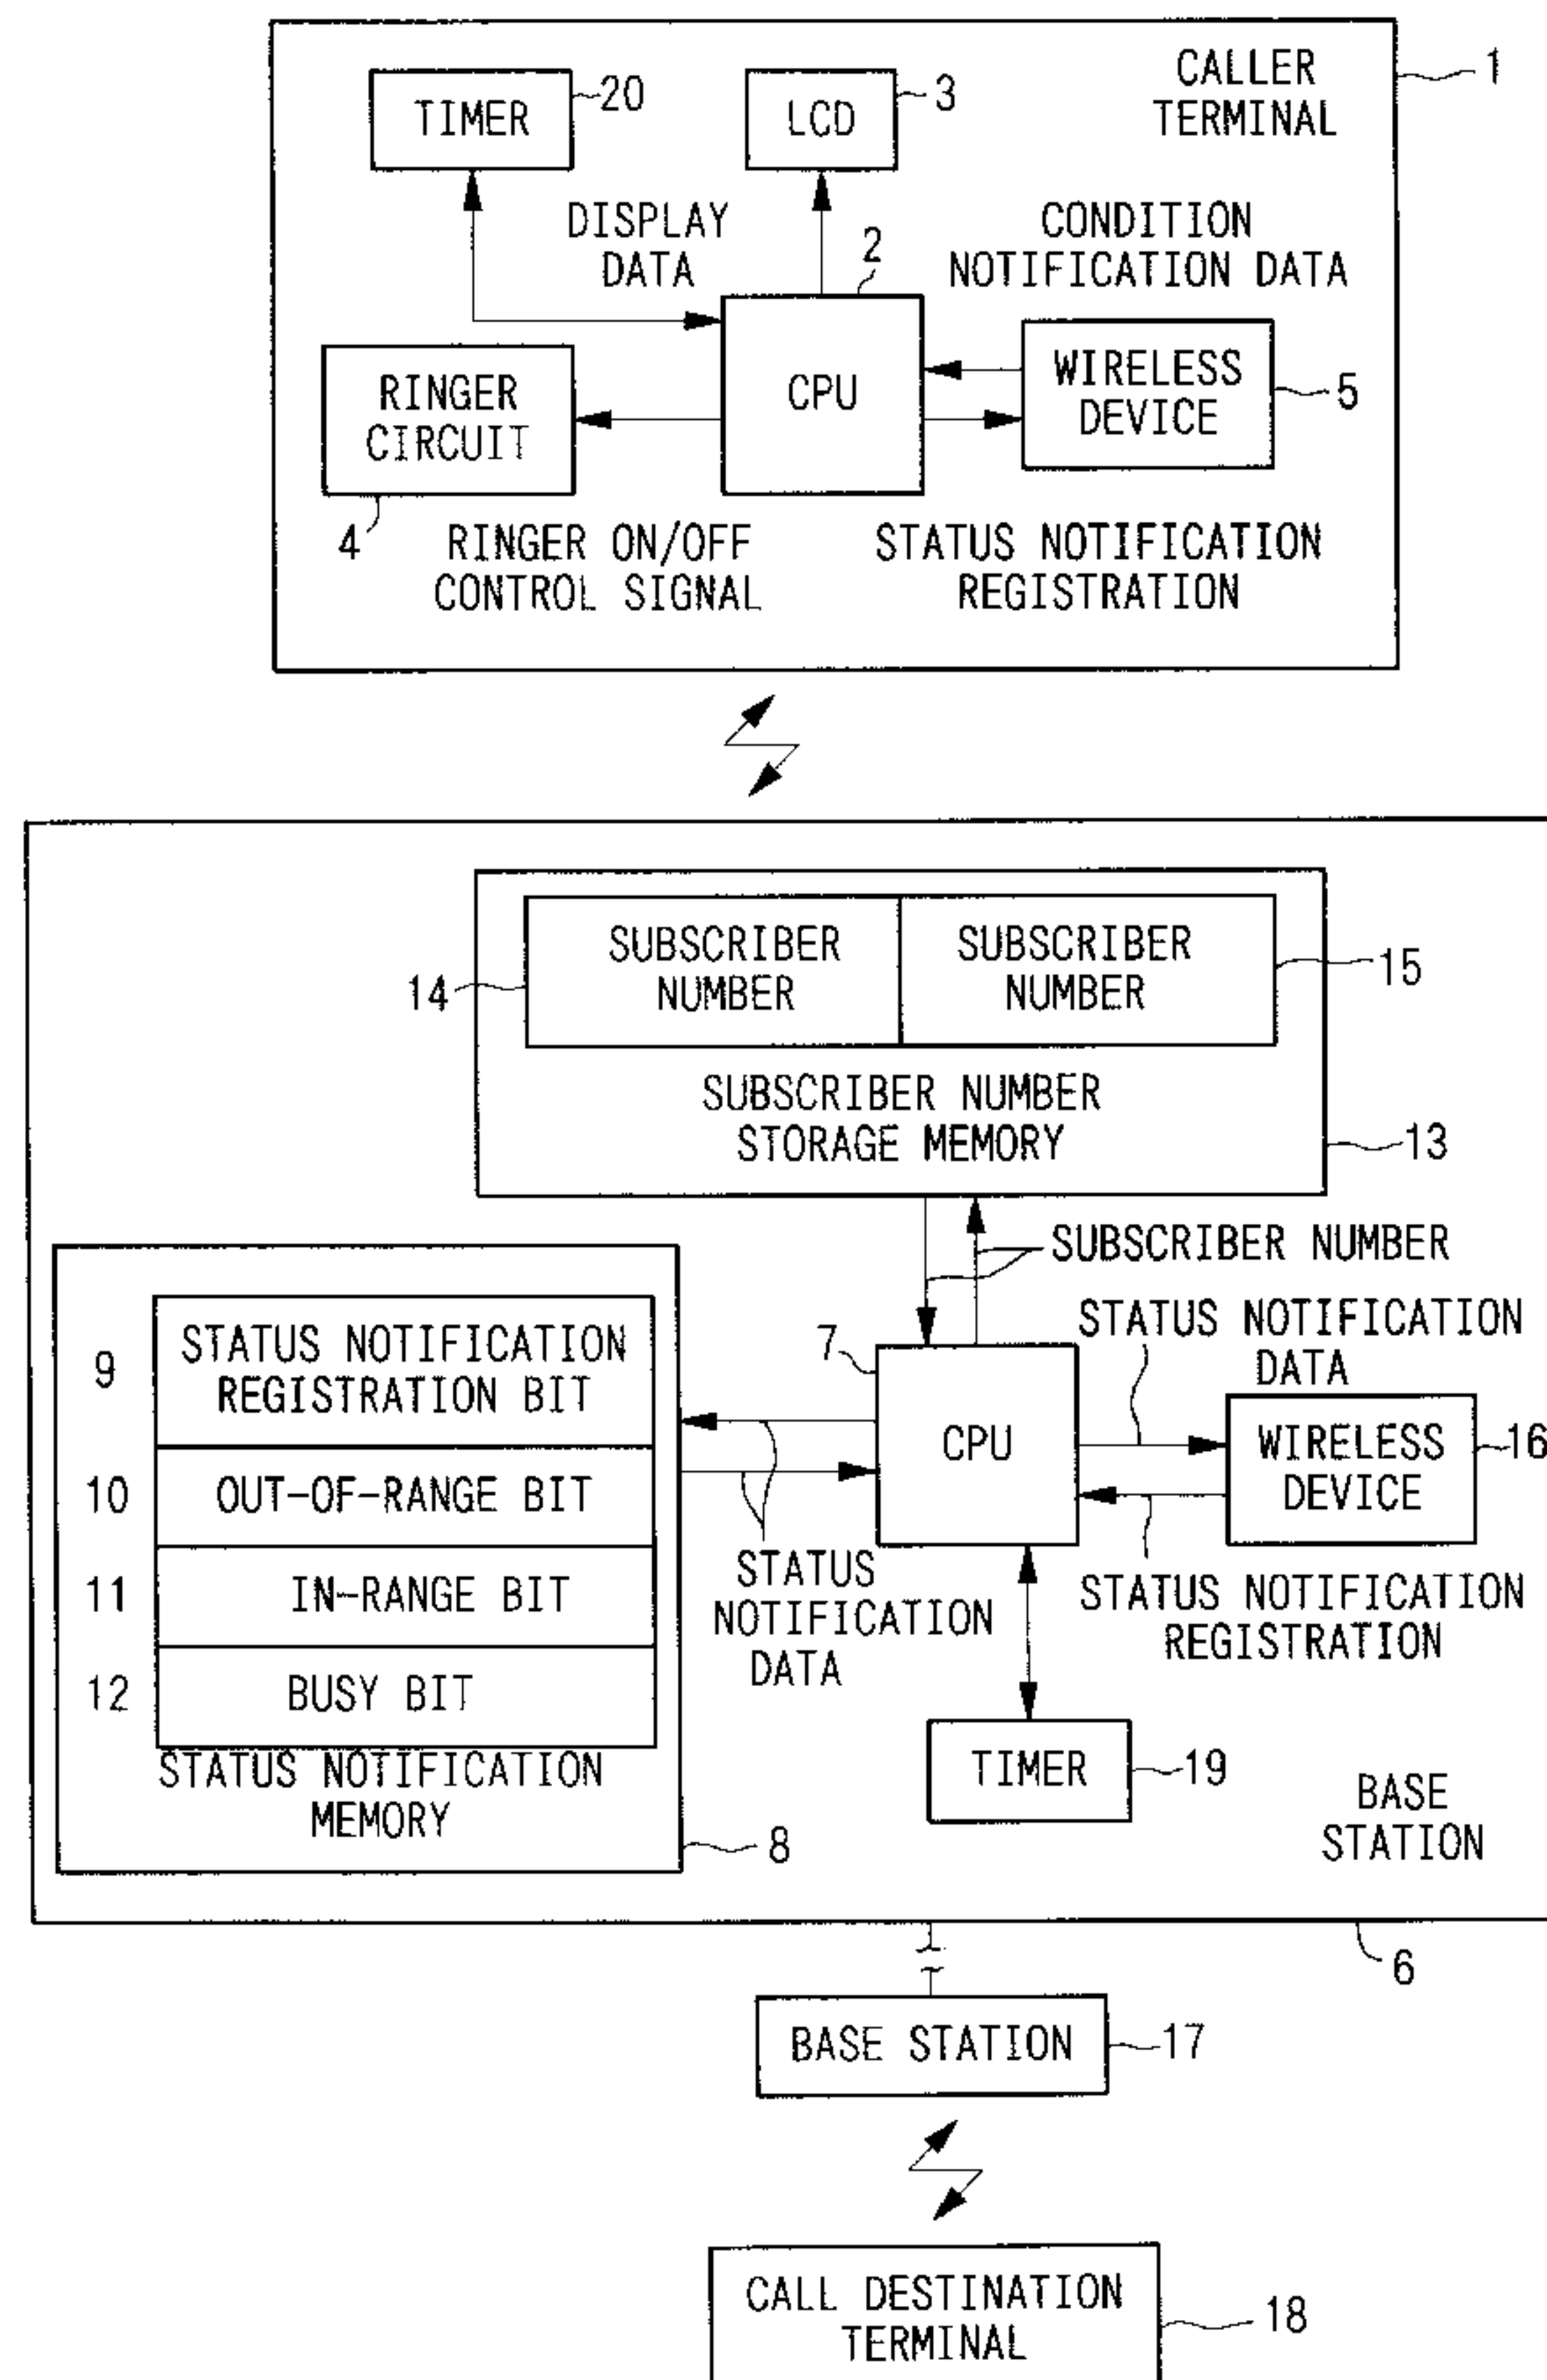 CALLER
TERMINAL
1
TIMER
20
LCD
3
DISPLAY
DATA
2
CONDITION
NOTIFICATION DATA
RINGER
CIRCUIT
4
CPU
WIRELESS
DEVICE
5
RINGER ON/OFF
CONTROL SIGNAL
STATUS NOTIFICATION
REGISTRATION
SUBSCRIBER
NUMBER
14
SUBSCRIBER
NUMBER
15
SUBSCRIBER NUMBER
STORAGE MEMORY
13
SUBSCRIBER NUMBER
9
STATUS NOTIFICATION
REGISTRATION BIT
10
OUT-OF-RANGE BIT
11
IN-RANGE BIT
12
BUSY BIT
STATUS NOTIFICATION
MEMORY
8
7
CPU
STATUS NOTIFICATION
DATA
WIRELESS
DEVICE
16
STATUS
NOTIFICATION
DATA
STATUS NOTIFICATION
REGISTRATION
TIMER
19
BASE
STATION
6
BASE STATION
17
CALL DESTINATION
TERMINAL
18